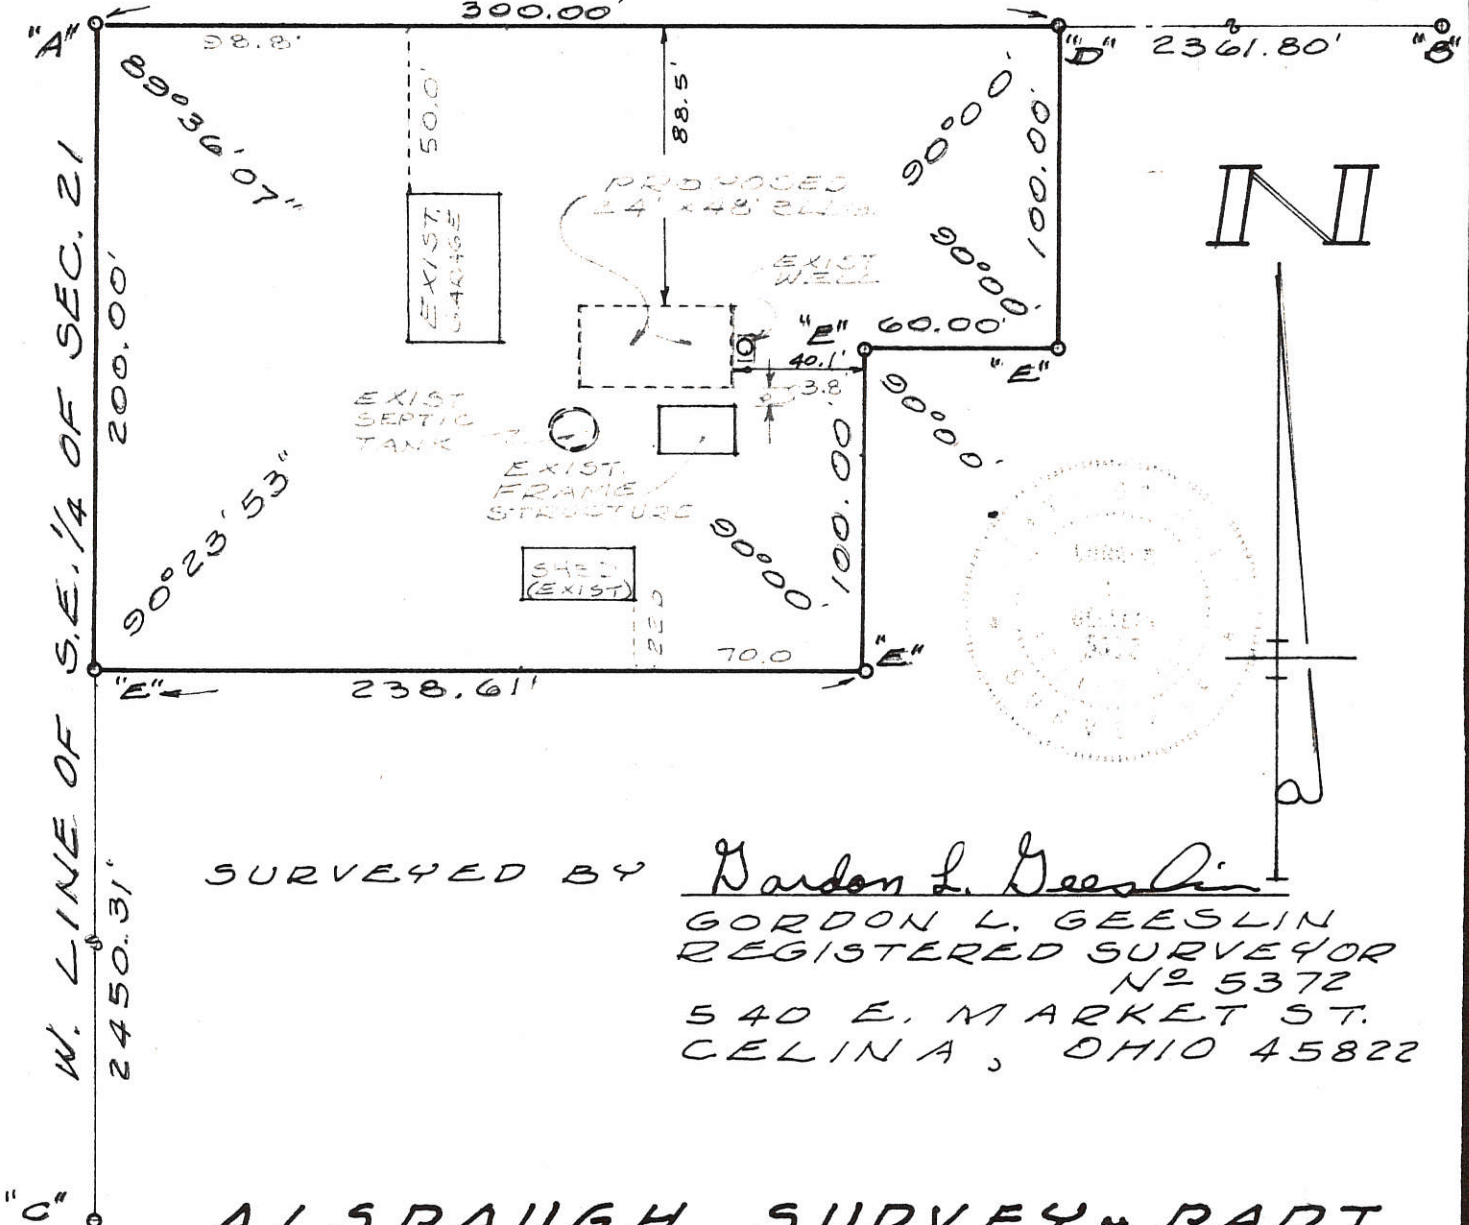 300.00'
"A"
98.8'
"D"
2361.80'
"B"
89°36'07"
50.0'
88.5'
90°00'
100.00'
PROPOSED
24' x 48'
EXIST.
GARAGE
EXIST
WELL
90°00'
W. LINE OF S.E. 1/4 OF SEC. 21
200.00'
"E"
60.00'
40.1'
"E"
3.8
EXIST
SEPTIC
TANK
90°00'
EXIST.
FRAME
STRUCTURE
100.00
90°23'53"
90°00'
SHED
(EXIST)
22.0
70.0
"E"
238.61'
"E"
N
2450.31'
SURVEYED BY Gordon L. Geeslin
GORDON L. GEESLIN
REGISTERED SURVEYOR
Nº 5372
540 E. MARKET ST.
CELINA, OHIO 45822
"C"
ALSPAUGH SURVEY, PART